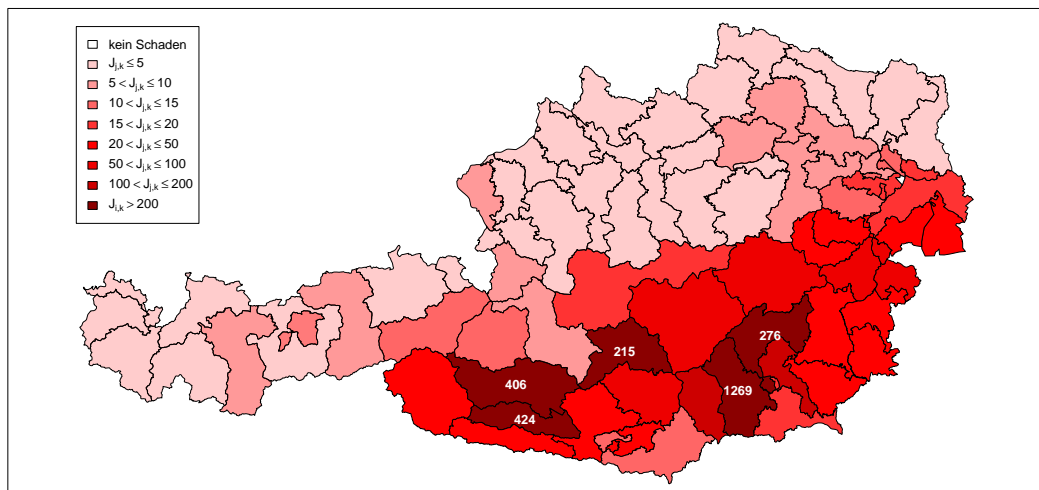 kein Schaden
J_{j,k} ≤ 5
5 < J_{j,k} ≤ 10
10 < J_{j,k} ≤ 15
15 < J_{j,k} ≤ 20
20 < J_{j,k} ≤ 50
50 < J_{j,k} ≤ 100
100 < J_{j,k} ≤ 200
J_{j,k} > 200
276
215
406
1269
424